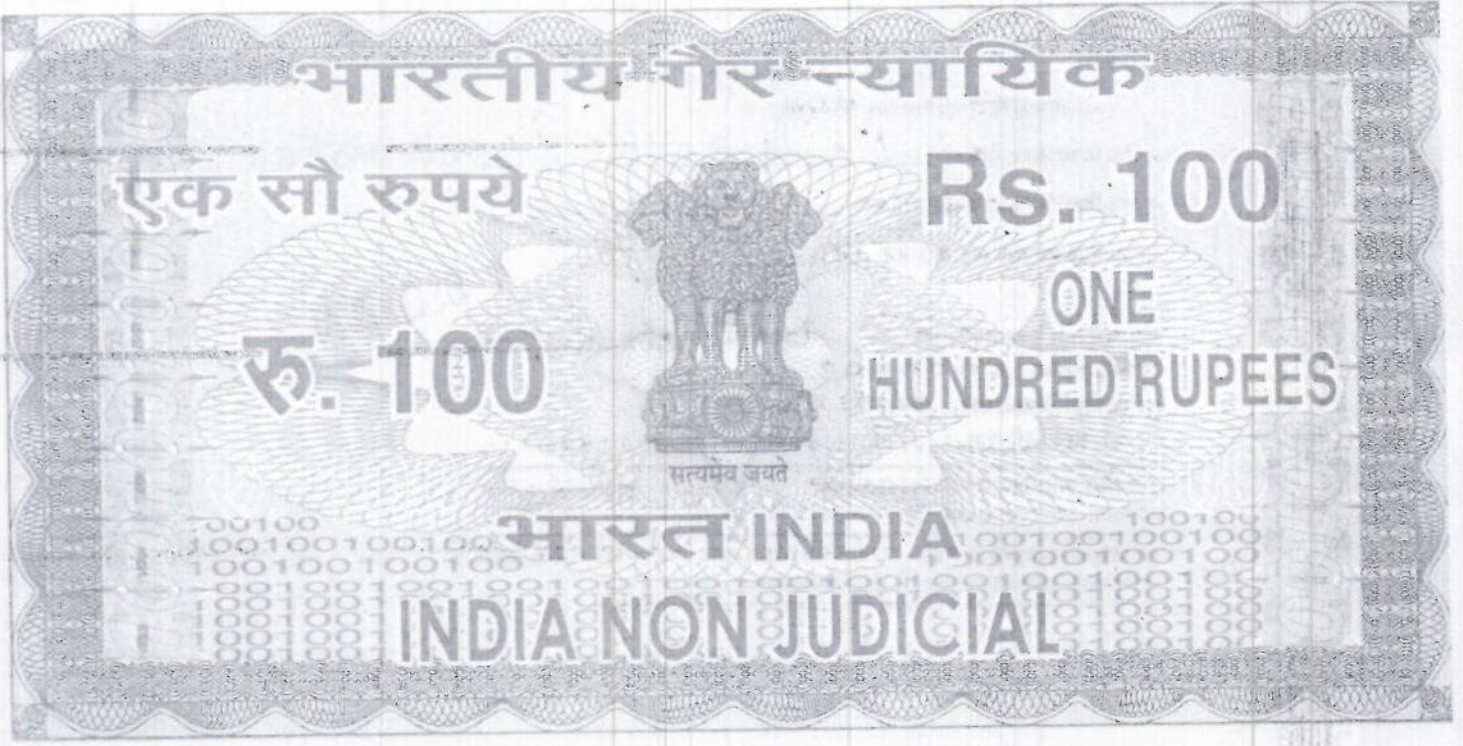 भारतीय गैर न्यायिक
एक सौ रुपये
Rs. 100
रु. 100
ONE
HUNDRED RUPEES
सत्यमेव जयते
भारत INDIA
INDIA NON JUDICIAL